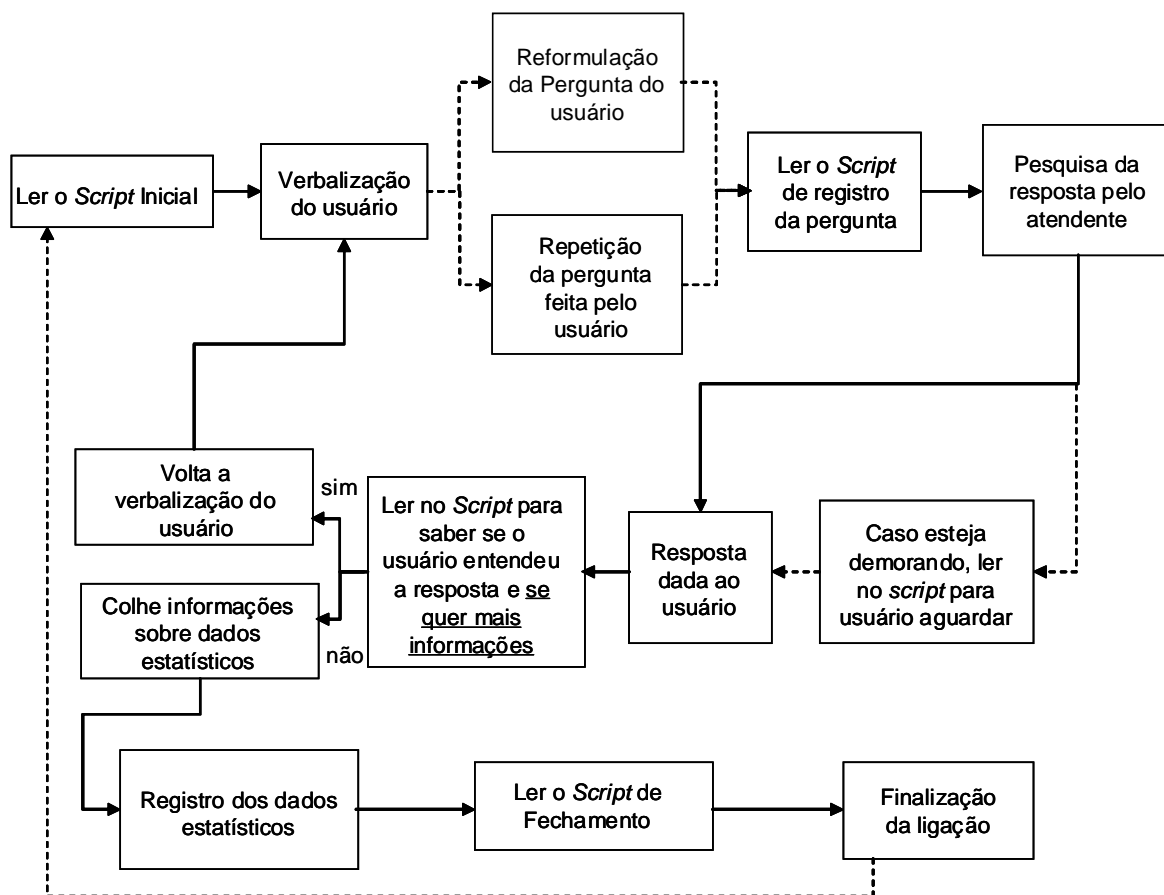 Reformulação
da Pergunta do
usuário
Ler o Script Inicial
Verbalização
do usuário
Ler o Script
de registro
da pergunta
Pesquisa da
resposta pelo
atendente
Repetição
da pergunta
feita pelo
usuário
Volta a
verbalização do
usuário
sim
Ler no Script para
saber se o
usuário entendeu
a resposta e se
quer mais
informações
Resposta
dada ao
usuário
Caso esteja
demorando, ler
no script para
usuário aguardar
Colhe informações
sobre dados
estatísticos
não
Registro dos dados
estatísticos
Ler o Script de
Fechamento
Finalização
da ligação